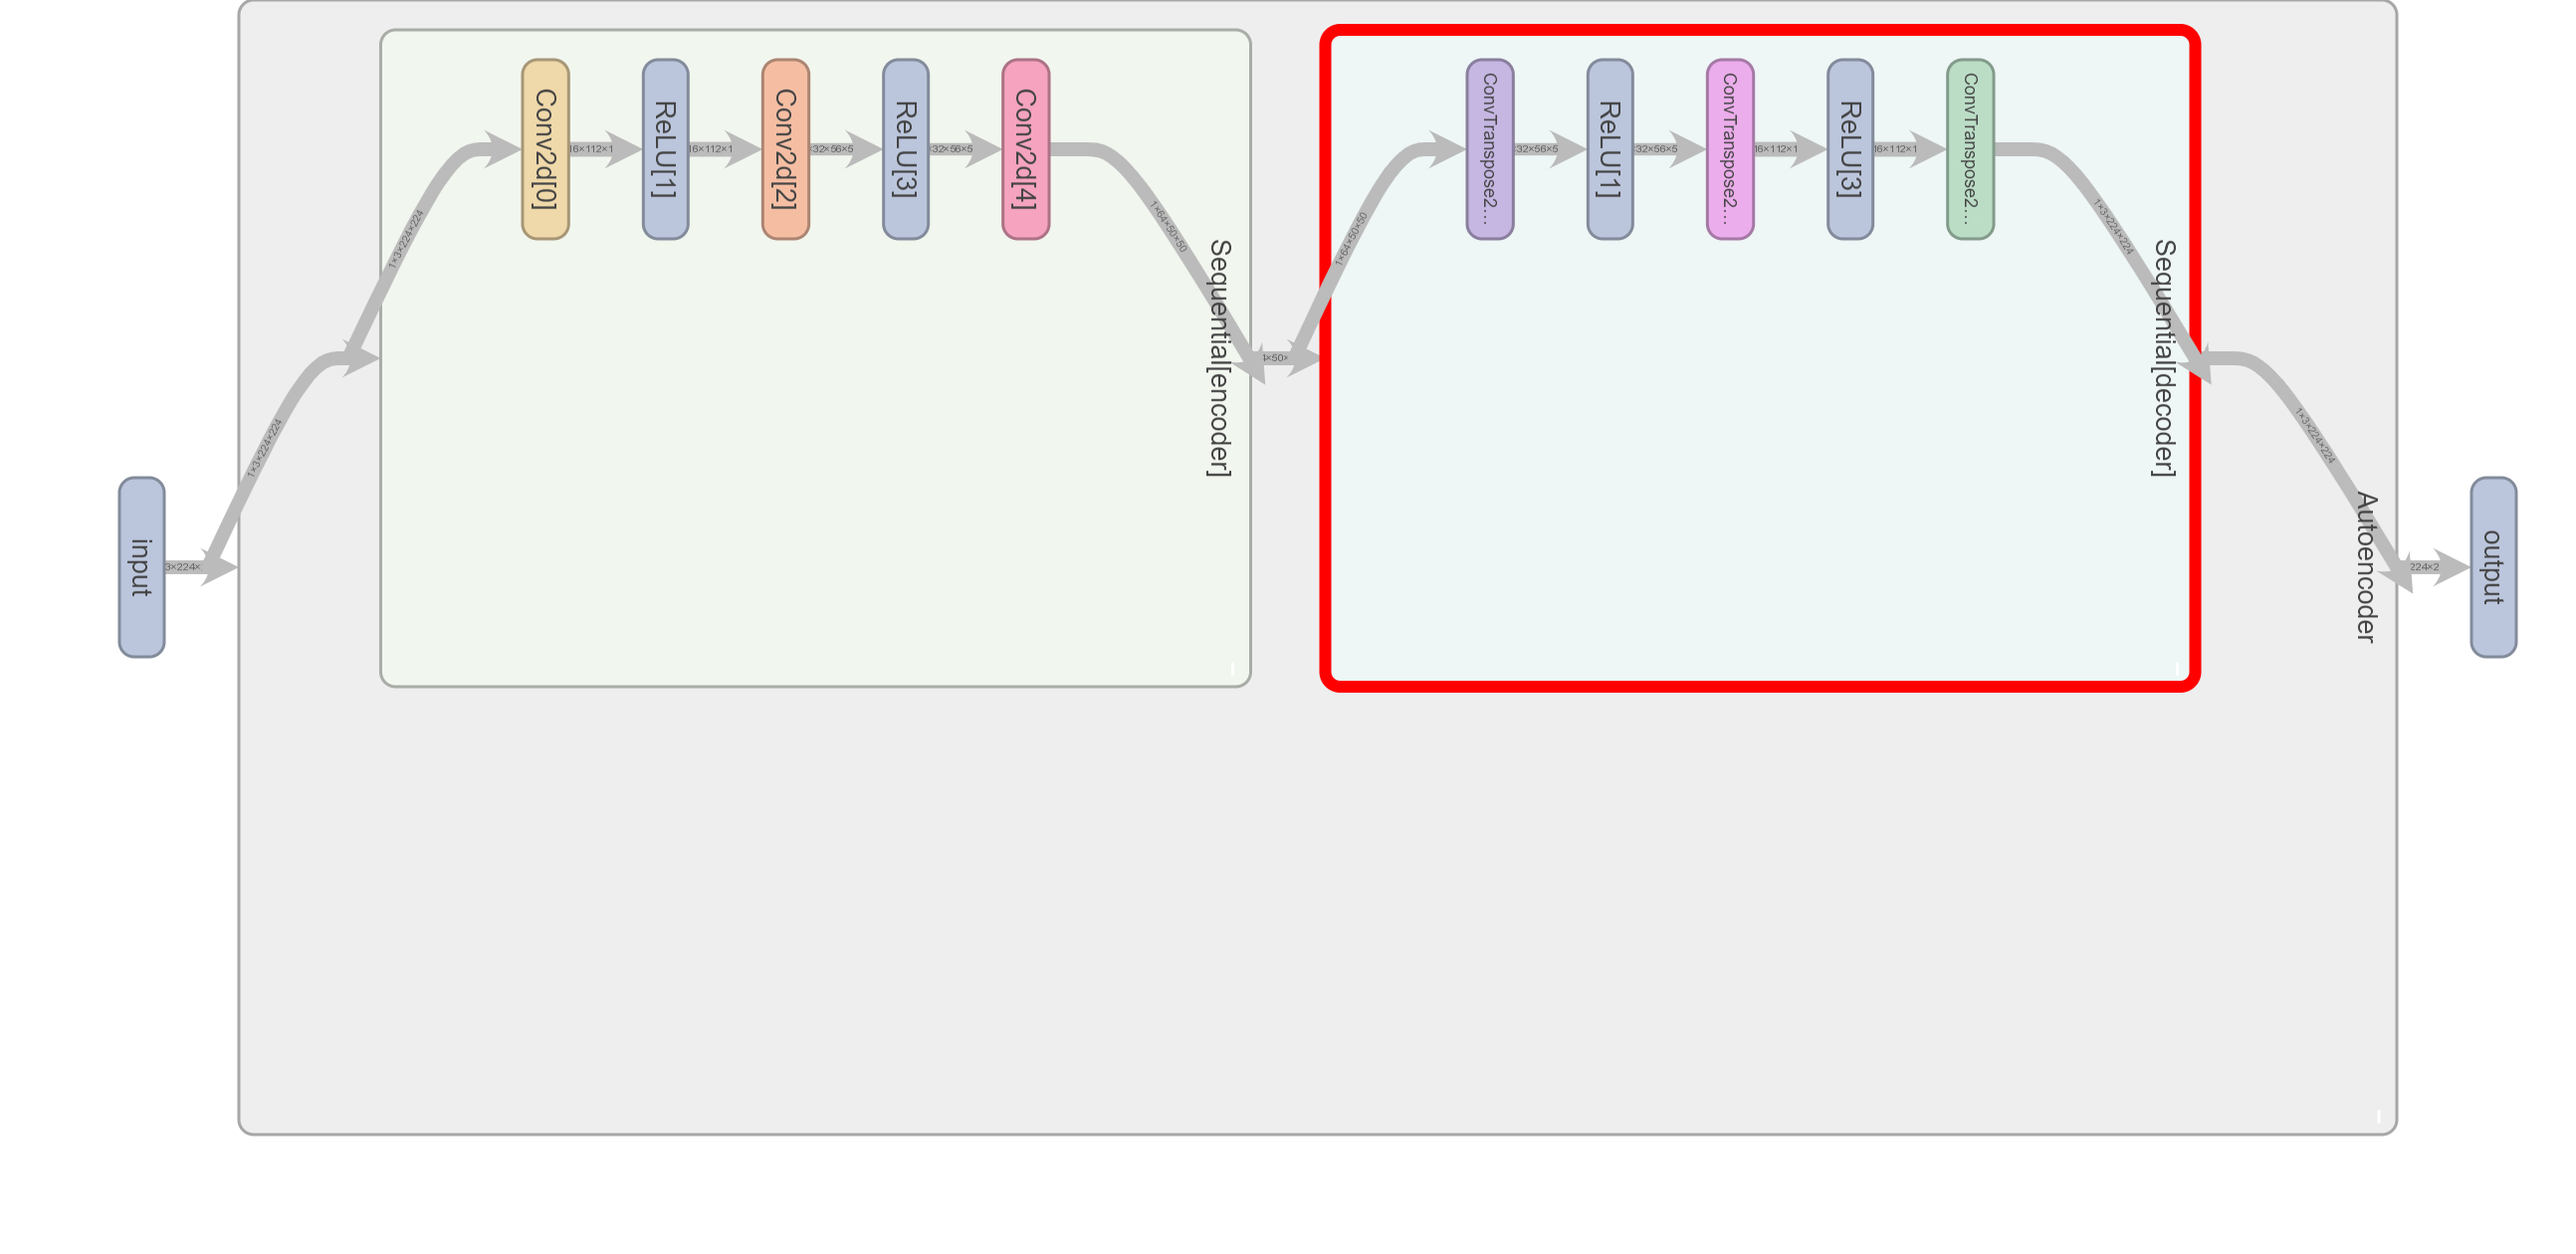 input
3×224×
1×3×224×224
1×3×224×224
Conv2d[0]
16×112×1
ReLU[1]
16×112×1
Conv2d[2]
32×56×5
ReLU[3]
32×56×5
Conv2d[4]
1×64×50×50
Sequential[encoder]
4×50×
1×64×50×50
ConvTranspose2...
32×56×5
ReLU[1]
32×56×5
ConvTranspose2...
16×112×1
ReLU[3]
16×112×1
ConvTranspose2...
1×3×224×224
Sequential[decoder]
1×3×224×224
Autoencoder
224×2
output